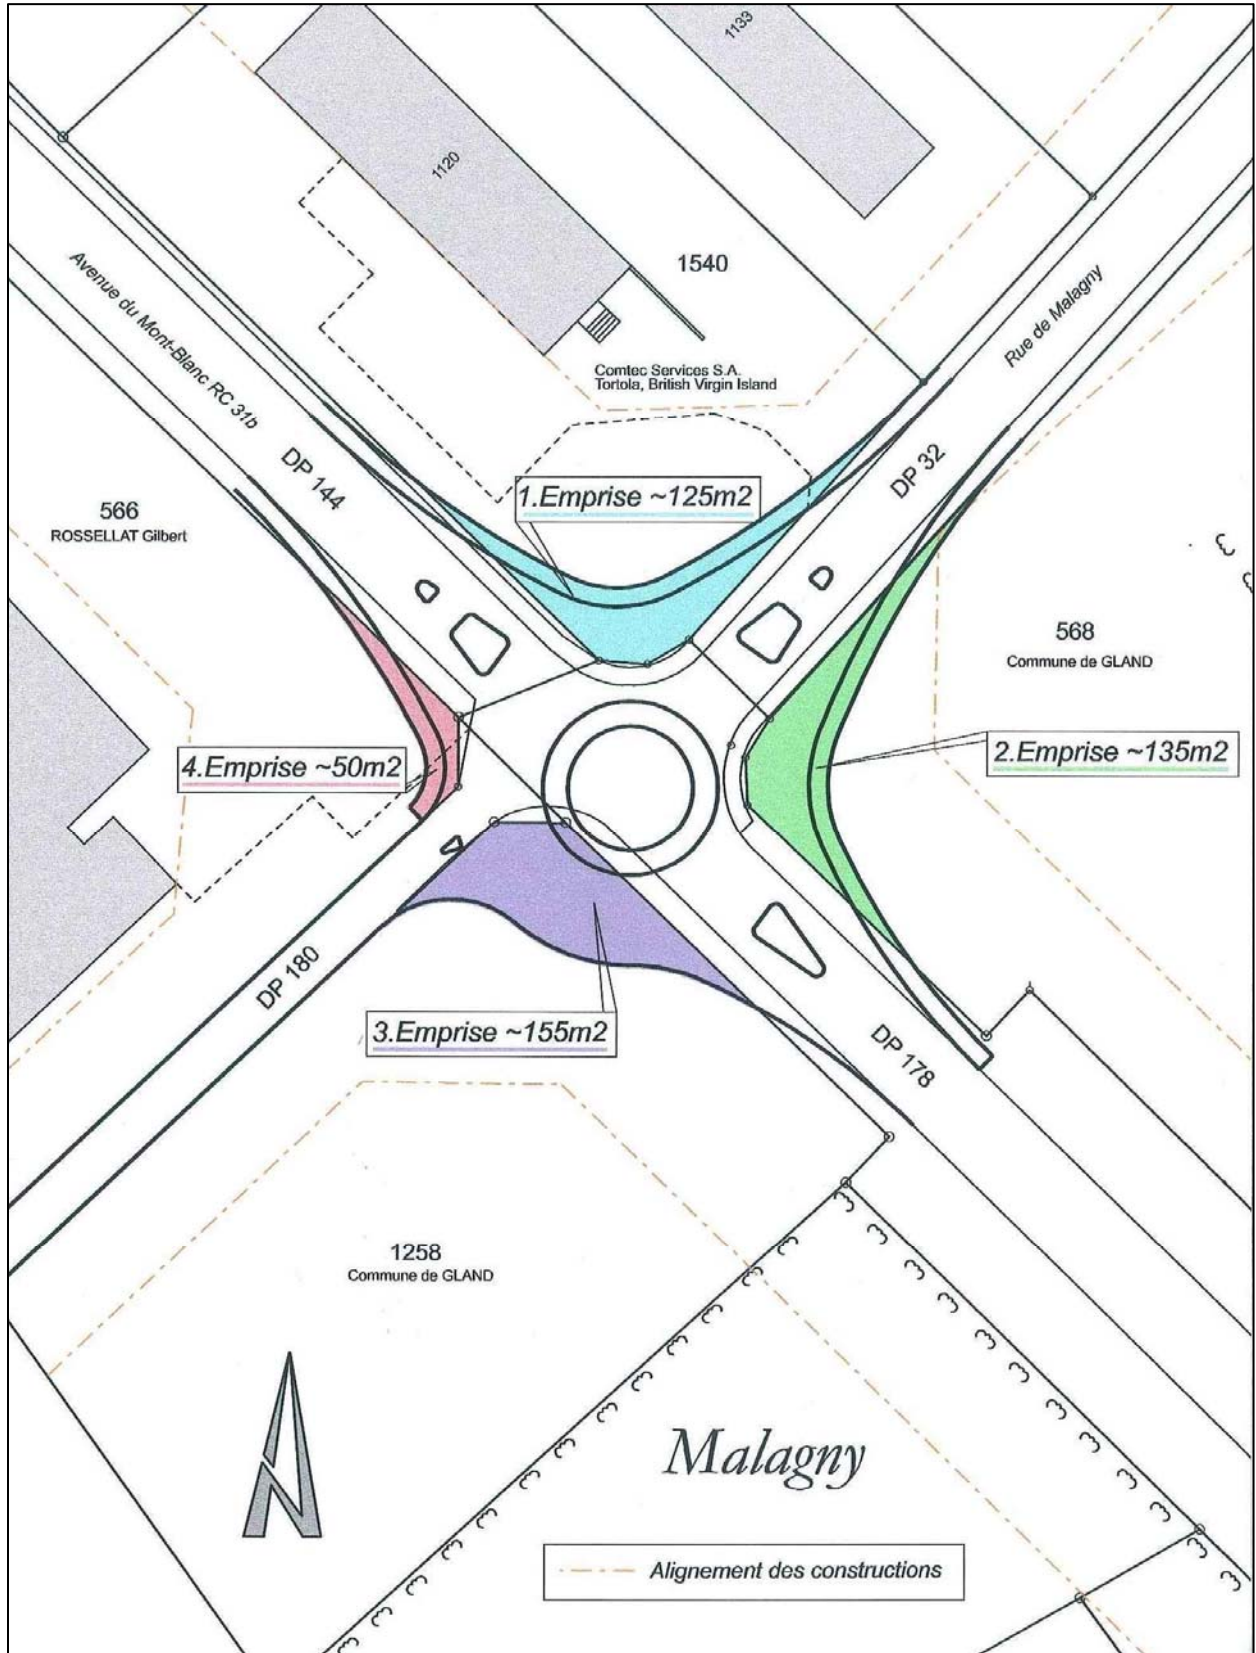 1133
1120
1540
Avenue du Mont-Blanc RC 31b
Rue de Malagny
Comtec Services S.A.
Tortola, British Virgin Island
DP 144
DP 32
1.Emprise ~125m2
566
ROSSELLAT Gilbert
568
Commune de GLAND
4.Emprise ~50m2
2.Emprise ~135m2
DP 180
3.Emprise ~155m2
DP 178
1258
Commune de GLAND
Malagny
N
Alignement des constructions